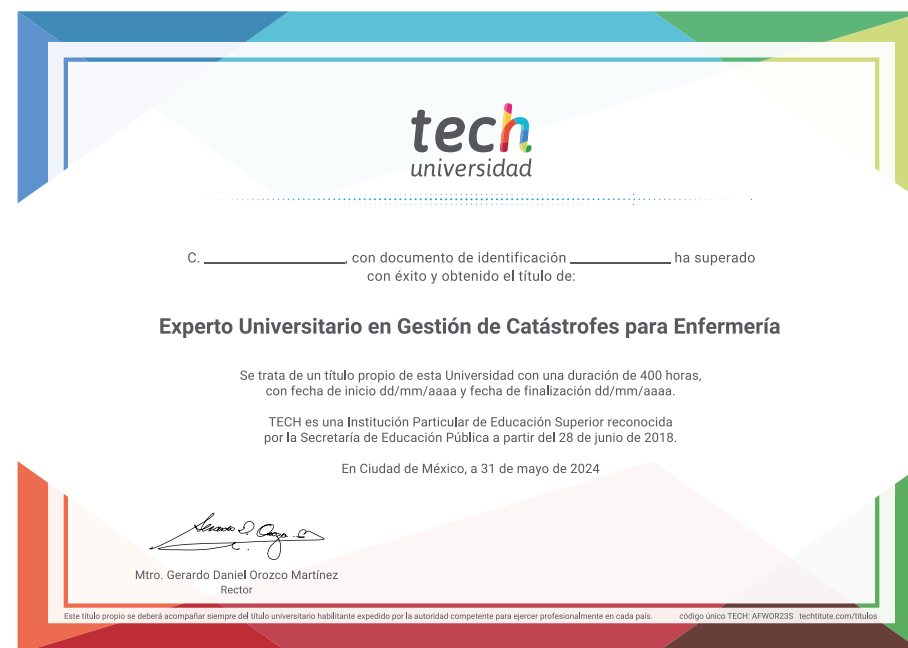 tech
universidad
C. ____________________, con documento de identificación ______________ ha superado
con éxito y obtenido el título de:
Experto Universitario en Gestión de Catástrofes para Enfermería
Se trata de un título propio de esta Universidad con una duración de 400 horas,
con fecha de inicio dd/mm/aaaa y fecha de finalización dd/mm/aaaa.
TECH es una Institución Particular de Educación Superior reconocida
por la Secretaría de Educación Pública a partir del 28 de junio de 2018.
En Ciudad de México, a 31 de mayo de 2024
Mtro. Gerardo Daniel Orozco Martínez
Rector
Este título propio se deberá acompañar siempre del título universitario habilitante expedido por la autoridad competente para ejercer profesionalmente en cada país. código único TECH: AFWOR23S techtitute.com/titulos